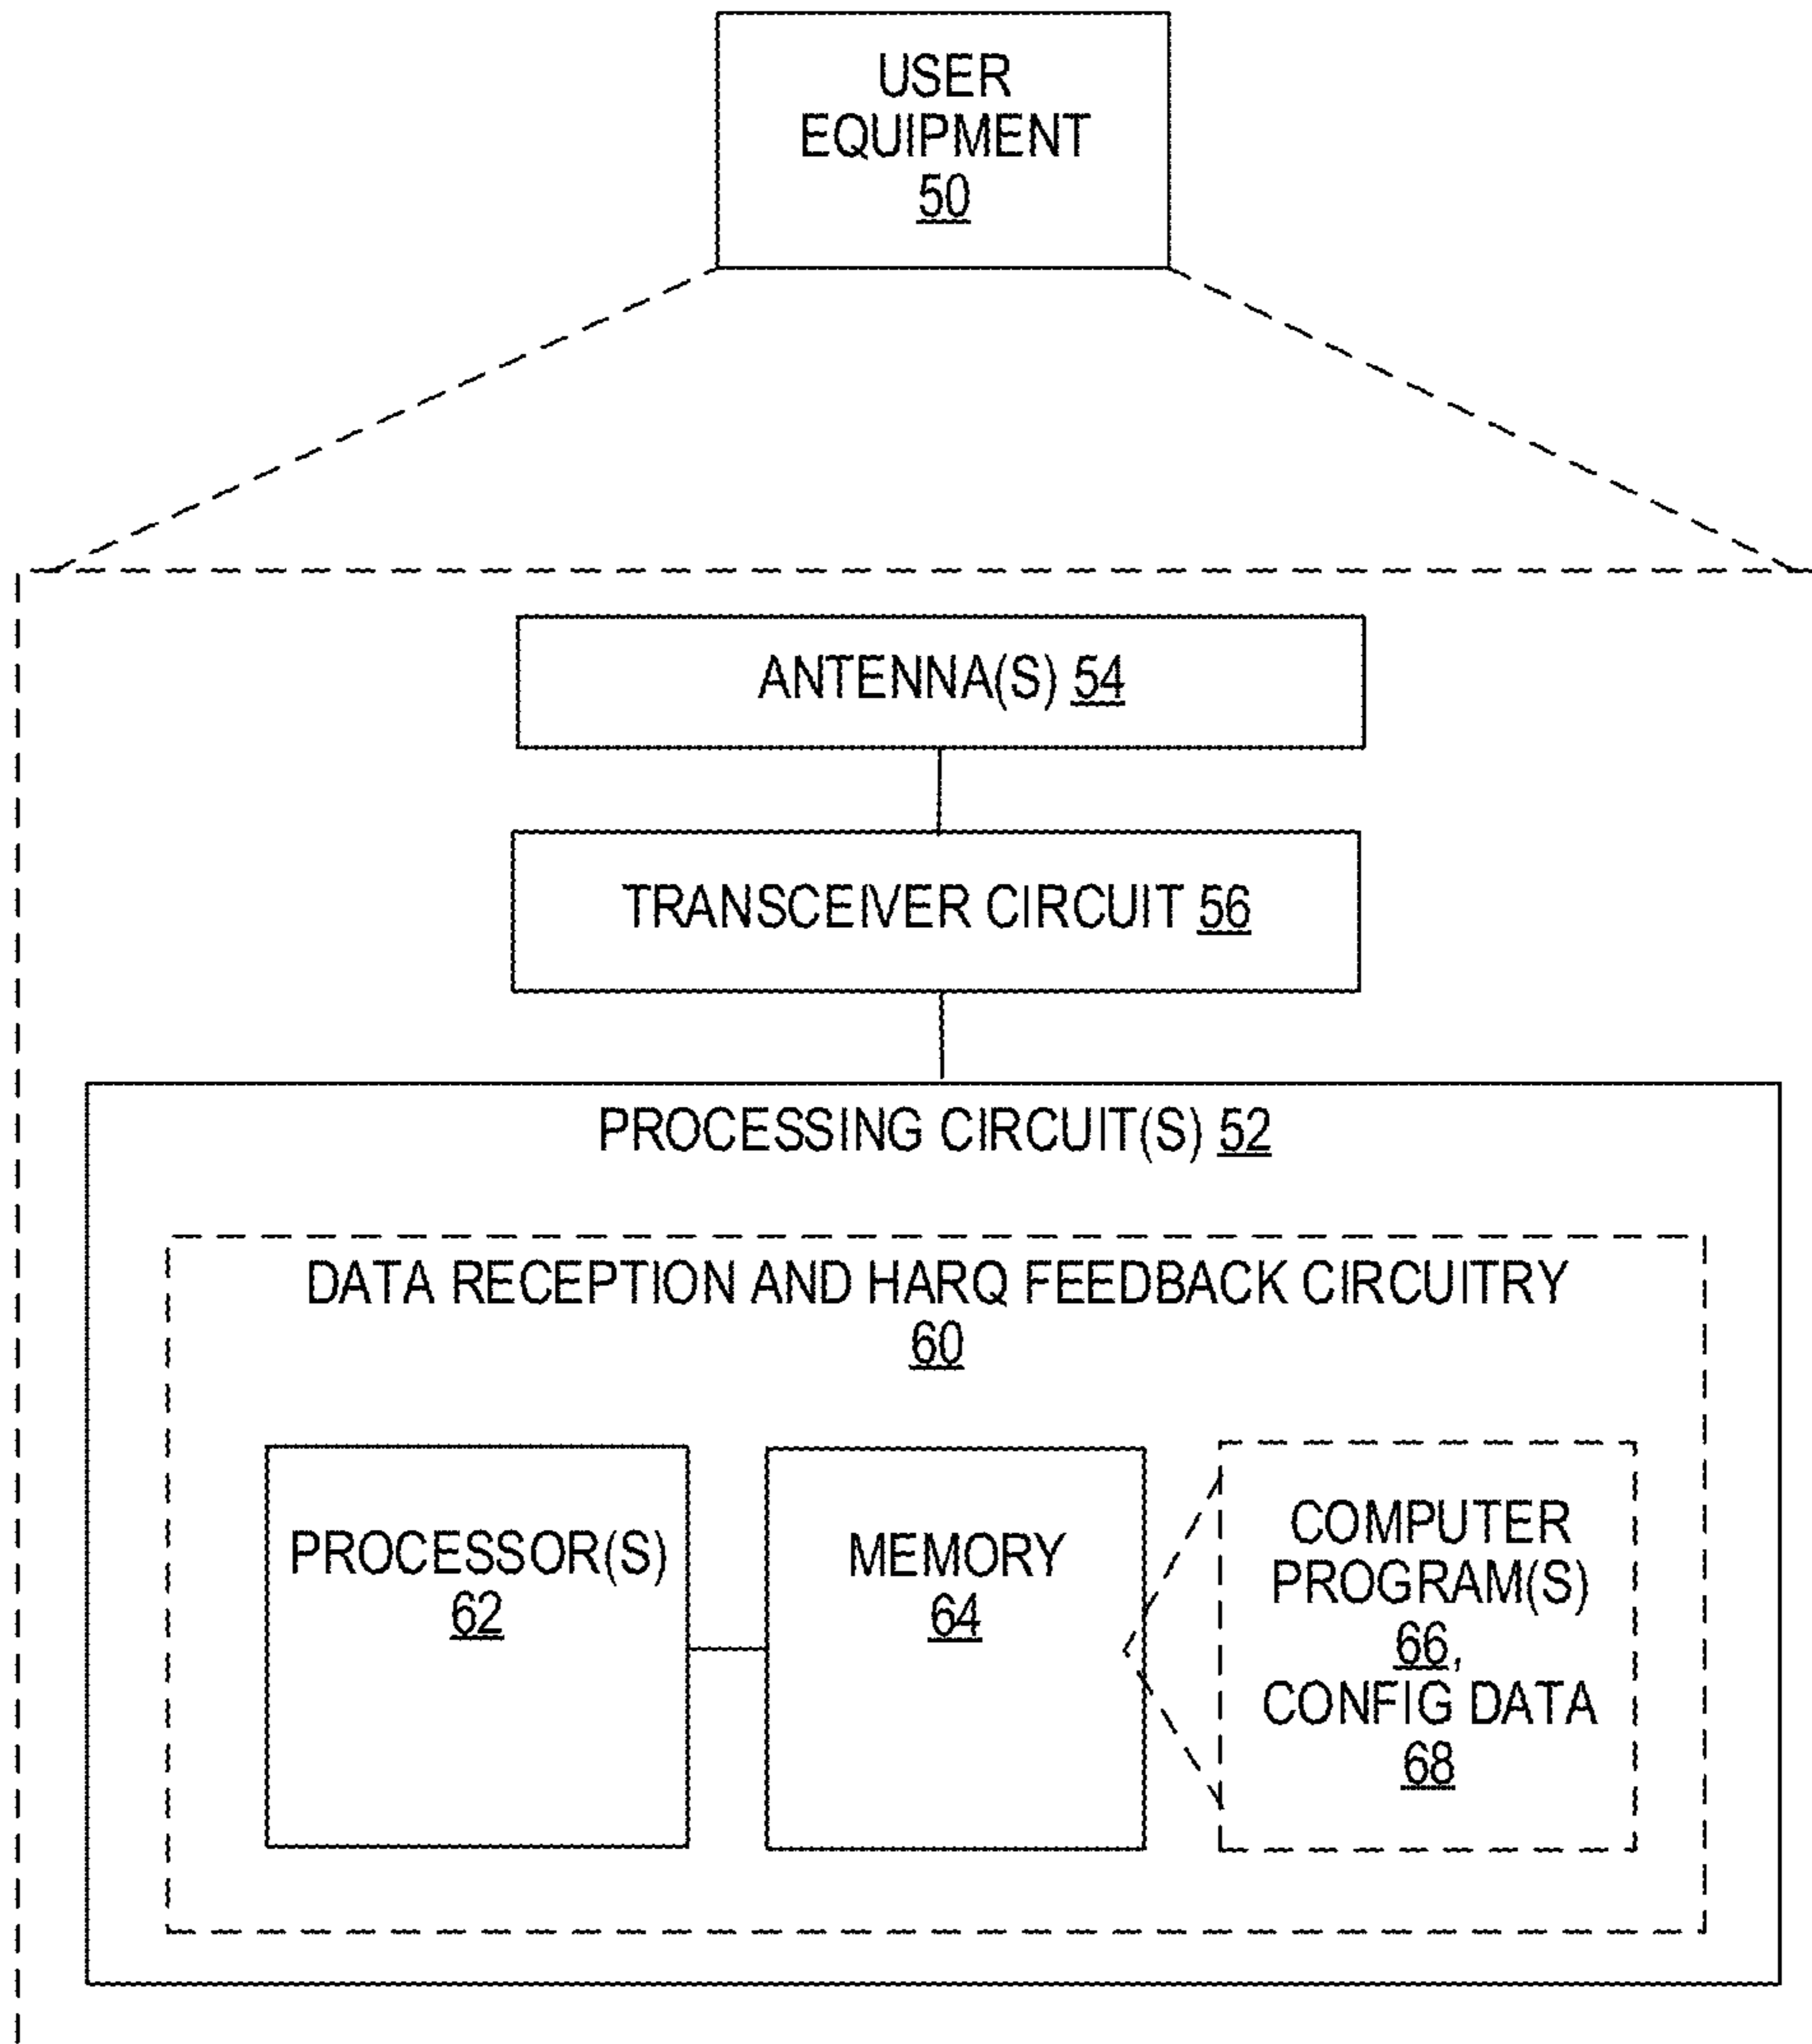 USER
EQUIPMENT
50
ANTENNA(S) 54
TRANSCEIVER CIRCUIT 56
PROCESSING CIRCUIT(S) 52
DATA RECEPTION AND HARQ FEEDBACK CIRCUITRY
60
PROCESSOR(S)
62
MEMORY
64
COMPUTER
PROGRAM(S)
66,
CONFIG DATA
68